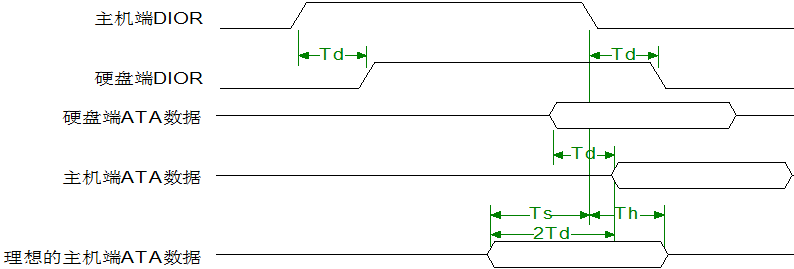 主机端DIOR
Td
Td
硬盘端DIOR
硬盘端ATA数据
Td
主机端ATA数据
Ts
Th
2Td
理想的主机端ATA数据